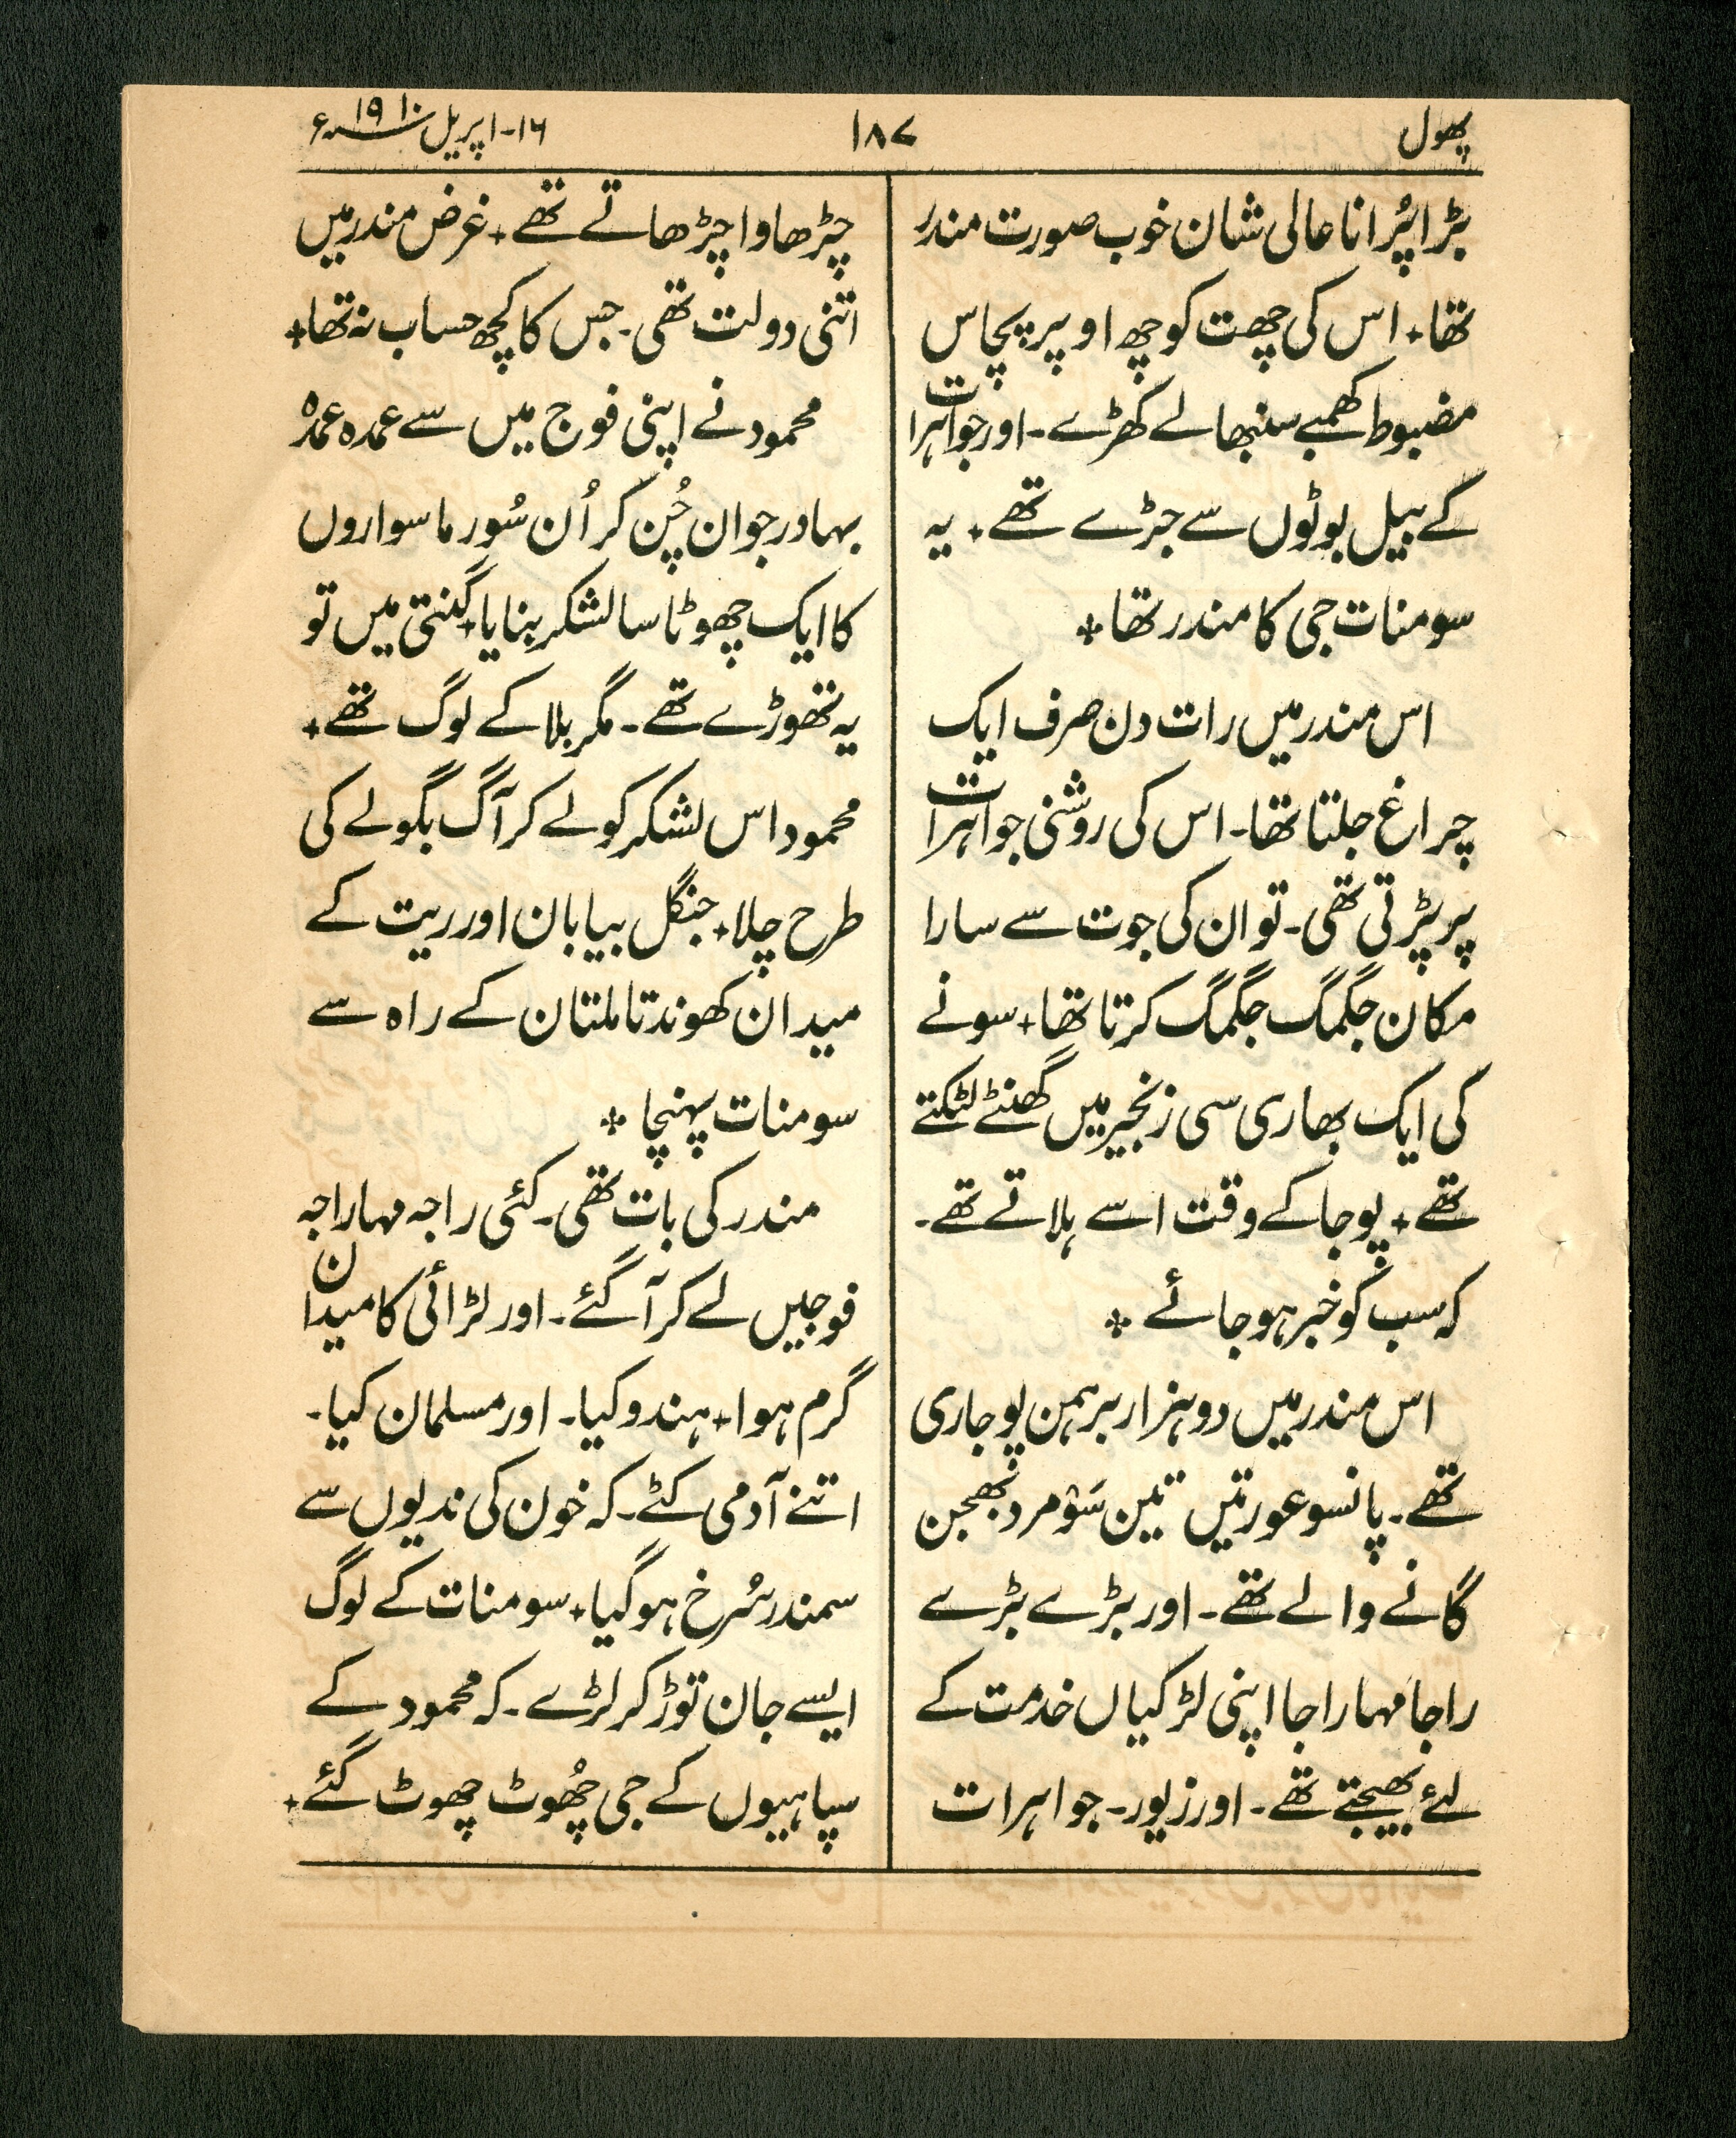 پھول
۱۸۷
۱۶-اپریل ۱۹۱۰ء
بڑا پُرانا عالی شان خوب صورت مندر
تھا٭ اس کی چھت کو چھ اوپر پچاس
مضبوط کھمبے سنبھالے کھڑے۔ اور جواہرات
کے بیل بوٹوں سے جڑے تھے٭ یہ
سومنات جی کا مندر تھا٭
اس مندر میں رات دن صرف ایک
چراغ جلتا تھا۔ اس کی روشنی جواہرات
پر پڑتی تھی۔ تو ان کی جوت سے سارا
مکان جگمگ جگمگ کرتا تھا٭ سونے
کی ایک بھاری سی زنجیر میں گھنٹے لٹکتے
تھے٭ پوجا کے وقت اسے ہلاتے تھے۔
کہ سب کو خبر ہو جائے ٭
اس مندر میں دو ہزار برہمن پوجاری
تھے۔ پانسو عورتیں تین سَوْ مرد بھجن
گانے والے تھے۔ اور بڑے بڑے
راجا مہاراجا اپنی لڑکیاں خدمت کے
لئے بھیجتے تھے۔ اور زیور۔ جواہرات
چڑھاوا چڑھاتے تھے٭ غرض مندر میں
اتنی دولت تھی۔ جس کا کچھ حساب نہ تھا٭
محمود نے اپنی فوج میں سے عمدہ عمدہ
بہادر جوان چُن کر اُن سُورما سواروں
کا ایک چھوٹا سا لشکر بنایا٭ گنتی میں تو
یہ تھوڑے تھے۔ مگر بلا کے لوگ تھے٭
محمود اس لشکر کو لے کر آگ بگولے کی
طرح چلا٭ جنگل بیابان اور ریت کے
میدان کھوندتا ملتان کے راہ سے
سومنات پہنچا ٭
مندر کی بات تھی۔ کئی راجہ مہاراجہ
فوجیں لے کر آ گئے۔ اور لڑائی کا میدان
گرم ہوا٭ ہندو کیا۔ اور مسلمان کیا۔
اتنے آدمی کٹے۔ کہ خون کی ندیوں سے
سمندر سُرخ ہو گیا٭ سومنات کے لوگ
ایسے جان توڑ کر لڑے۔ کہ محمود کے
سپاہیوں کے جی چُھوٹ چھوٹ گئے٭